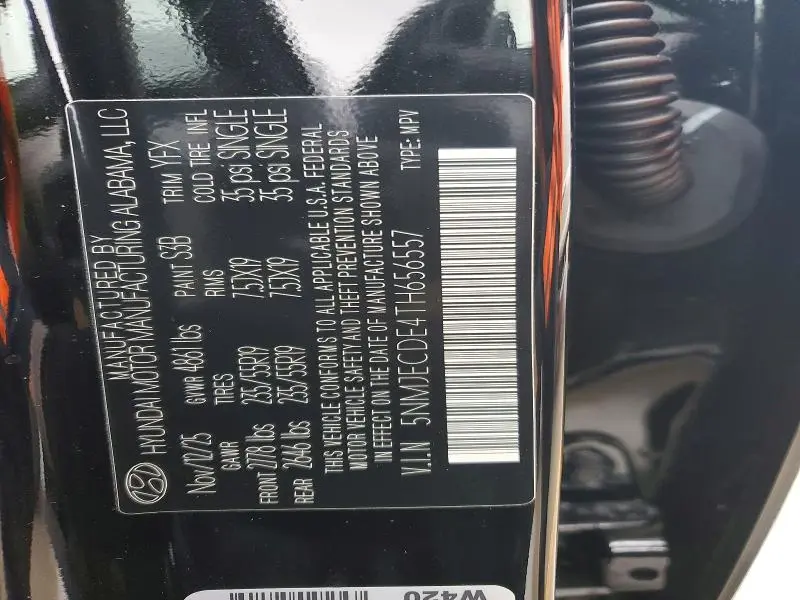 MANUFACTURED BY
HYUNDAI MOTOR MANUFACTURING ALABAMA, LLC
Nov/12/25 GVWR 4861 lbs PAINT S3B TRIM YFX
GAWR TIRES RIMS COLD TIRE INFL
FRONT 2778 lbs 235/55R19 7.5JX19 35 psi SINGLE
REAR 2646 lbs 235/55R19 7.5JX19 35 psi SINGLE
THIS VEHICLE CONFORMS TO ALL APPLICABLE U.S.A. FEDERAL
MOTOR VEHICLE SAFETY AND THEFT PREVENTION STANDARDS
IN EFFECT ON THE DATE OF MANUFACTURE SHOWN ABOVE
V.I.N 5NMJECDE4TH656557 TYPE: MPV
W420